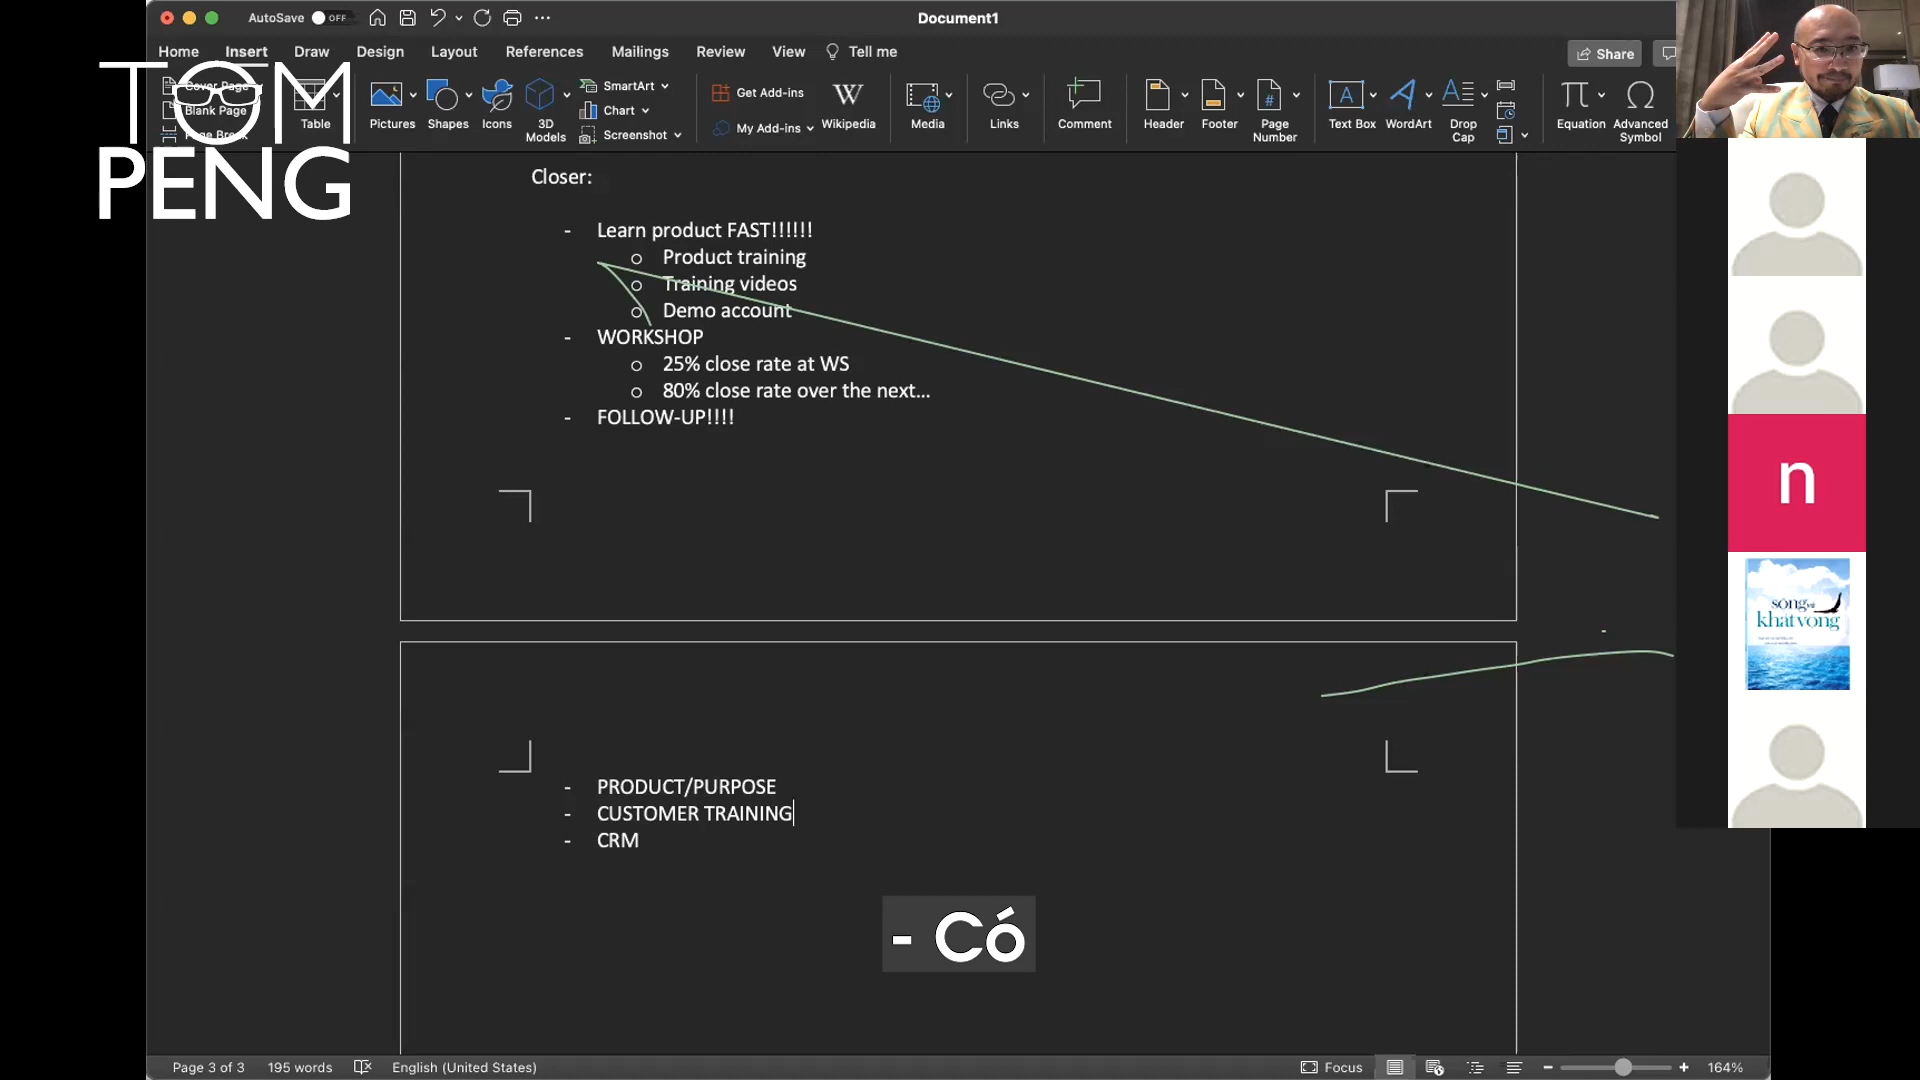 AutoSave OFF
Document1
Home Insert Draw Design Layout References Mailings Review View Tell me
Share
TOM
PENG
Cover Page
Blank Page
Page Break
Table
Pictures
Shapes
Icons
3D Models
SmartArt
Chart
Screenshot
Get Add-ins
My Add-ins
Wikipedia
Media
Links
Comment
Header
Footer
Page Number
Text Box
WordArt
Drop Cap
Equation
Advanced Symbol
Closer:
- Learn product FAST!!!!!!
o Product training
o Training videos
o Demo account
- WORKSHOP
o 25% close rate at WS
o 80% close rate over the next...
- FOLLOW-UP!!!!
n
sống và
khát vọng
- PRODUCT/PURPOSE
- CUSTOMER TRAINING
- CRM
- Có
Page 3 of 3 195 words English (United States) Focus 164%